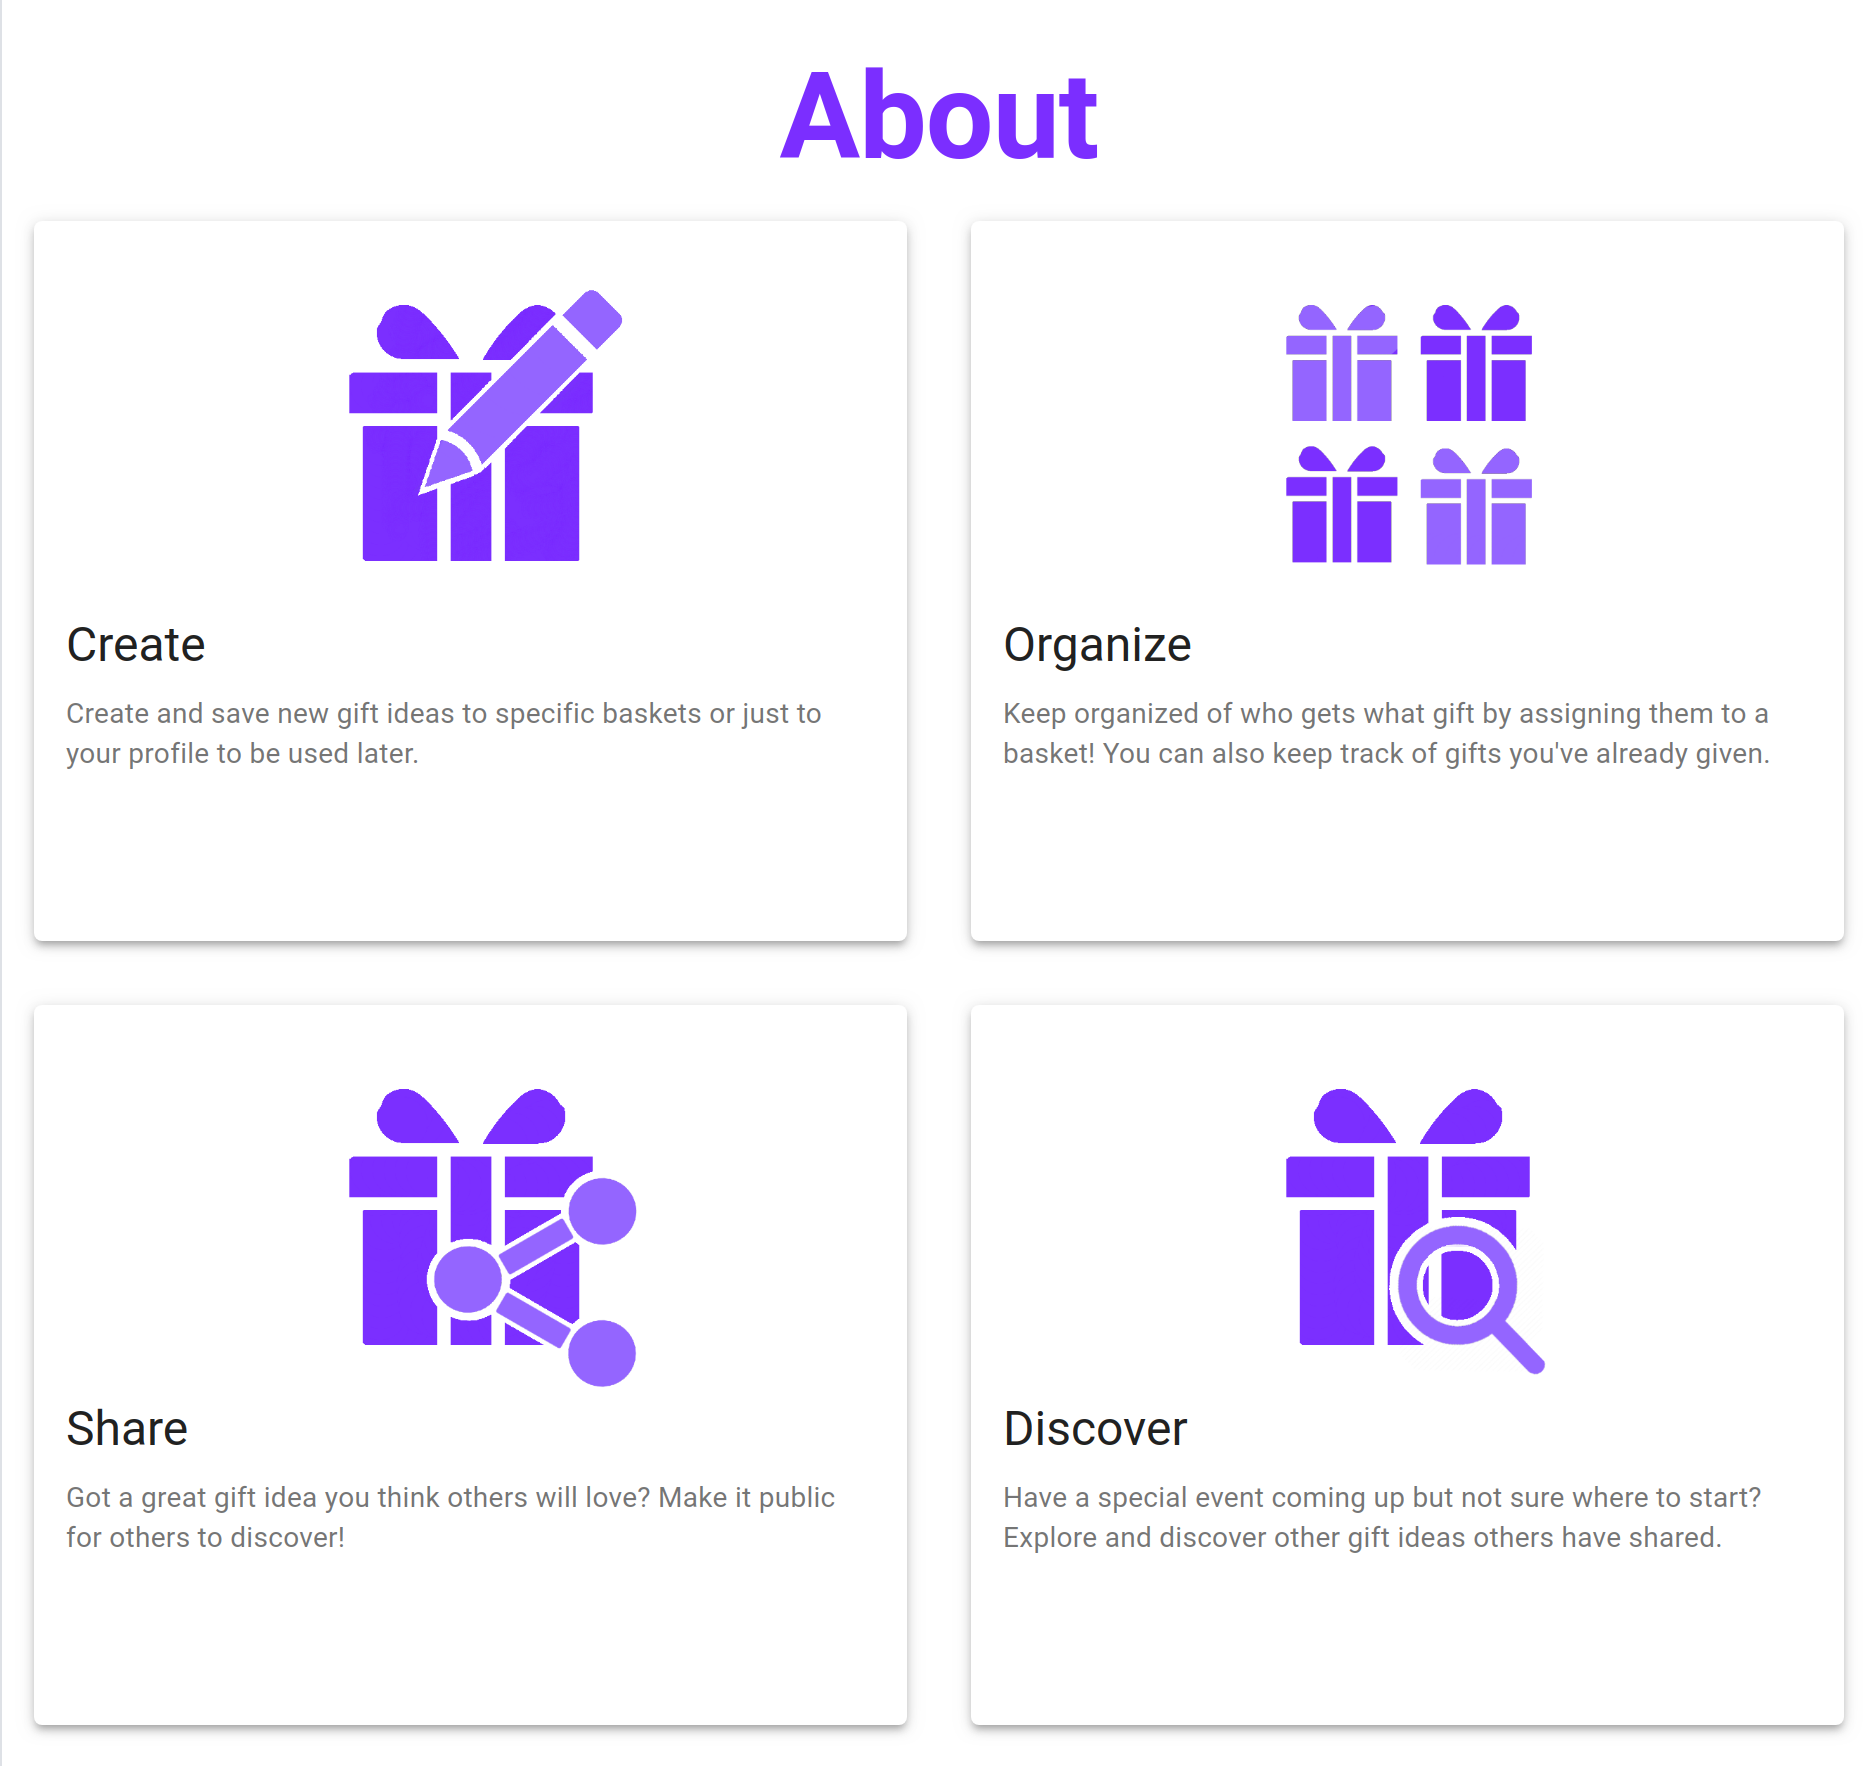 About
Create
Create and save new gift ideas to specific baskets or just to
your profile to be used later.
Organize
Keep organized of who gets what gift by assigning them to a
basket! You can also keep track of gifts you've already given.
Share
Got a great gift idea you think others will love? Make it public
for others to discover!
Discover
Have a special event coming up but not sure where to start?
Explore and discover other gift ideas others have shared.